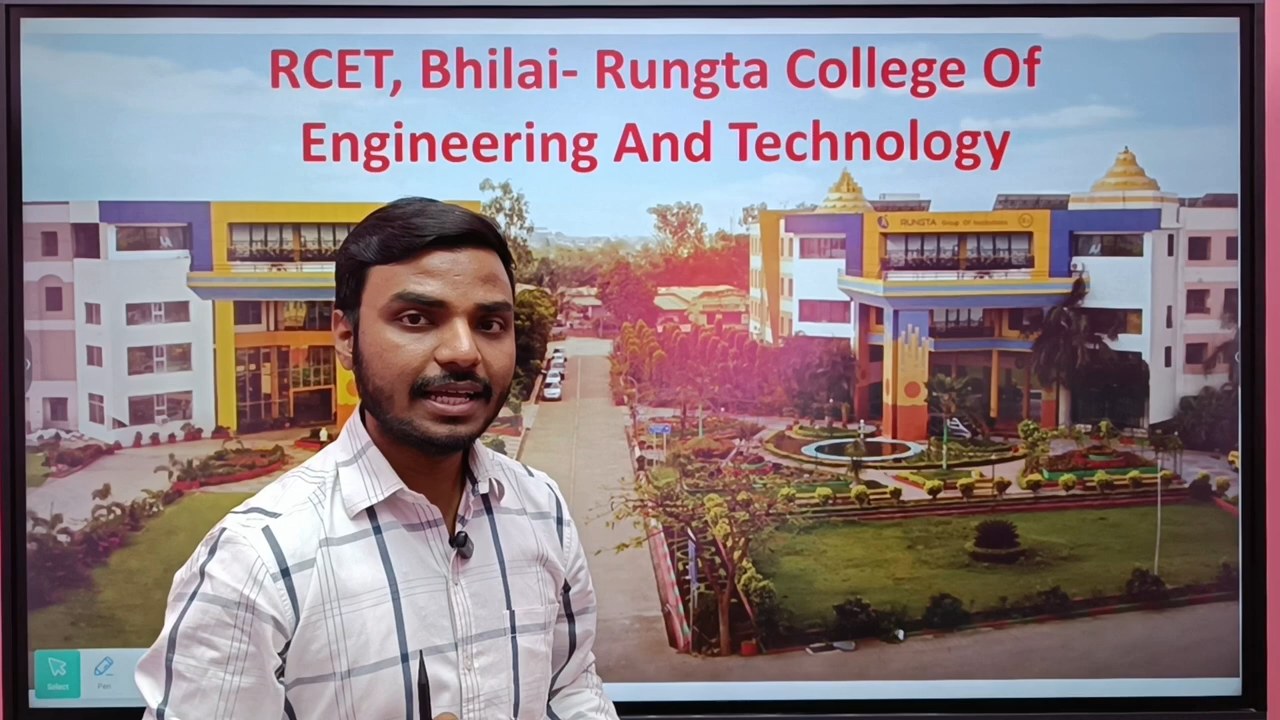 RCET, Bhilai- Rungta College Of
Engineering And Technology
RUNGTA Group Of Institutions
Select
Pen